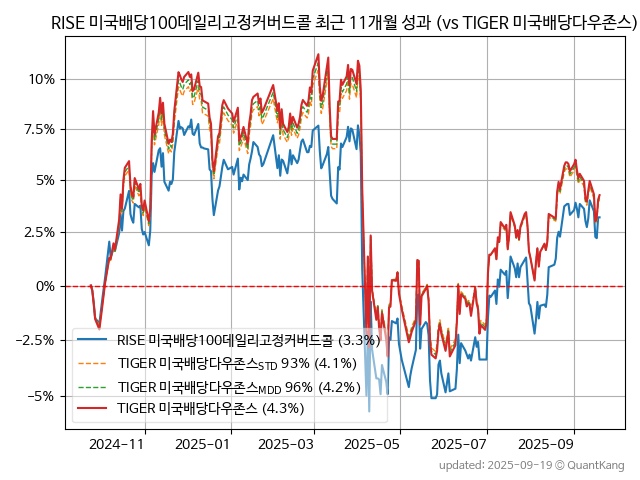 RISE 미국배당100데일리고정커버드콜 최근 11개월 성과 (vs TIGER 미국배당다우존스)
10%
7.5%
5%
2.5%
0%
−2.5%
−5%
RISE 미국배당100데일리고정커버드콜 (3.3%)
TIGER 미국배당다우존스STD 93% (4.1%)
TIGER 미국배당다우존스MDD 96% (4.2%)
TIGER 미국배당다우존스 (4.3%)
2024−11 2025−01 2025−03 2025−05 2025−07 2025−09
updated: 2025-09-19 © QuantKang